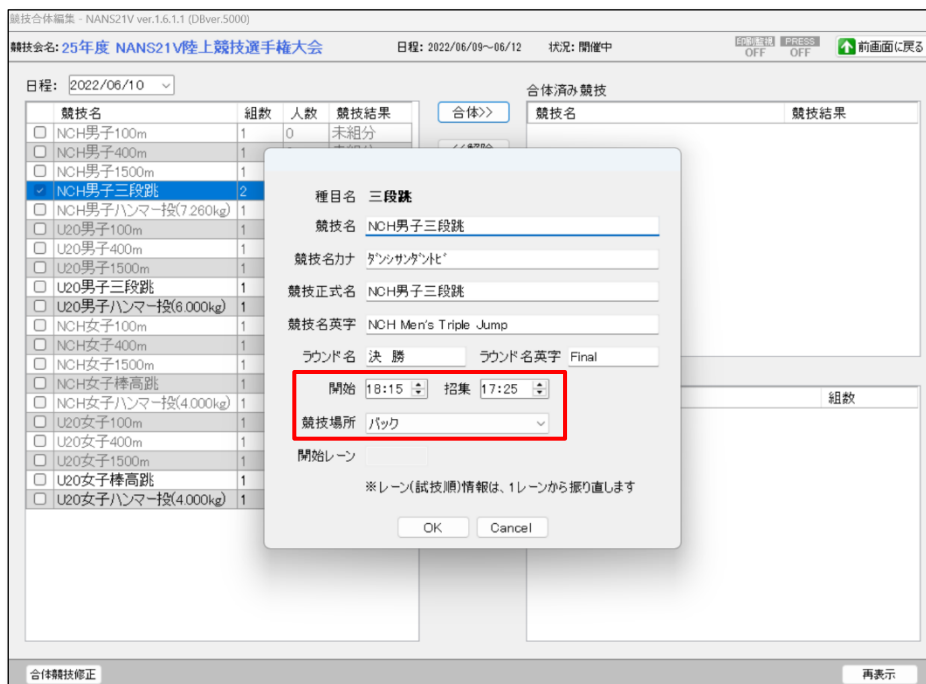 競技合体編集 - NANS21V ver.1.6.1.1 (DBver.5000)
競技会名: 25年度 NANS21V陸上競技選手権大会 日程: 2022/06/09～06/12 状況: 開催中 印刷監視 OFF PRESS OFF 前画面に戻る
日程: 2022/06/10
合体済み競技
競技名 組数 人数 競技結果 合体>> 競技名 競技結果
NCH男子100m 1 0 未組分
NCH男子400m 1
NCH男子1500m 1
NCH男子三段跳 2
NCH男子ハンマー投(7.260kg) 1
U20男子100m 1
U20男子400m 1
U20男子1500m 1
U20男子三段跳 1
U20男子ハンマー投(6.000kg) 1
NCH女子100m 1
NCH女子400m 1
NCH女子1500m 1
NCH女子棒高跳 1
NCH女子ハンマー投(4.000kg) 1
U20女子100m 1
U20女子400m 1
U20女子1500m 1
U20女子棒高跳 1
U20女子ハンマー投(4.000kg) 1
種目名 三段跳
競技名 NCH男子三段跳
競技名カナ ﾀﾞﾝｼｻﾝﾀﾞﾝﾄﾋﾞ
競技正式名 NCH男子三段跳
競技名英字 NCH Men's Triple Jump
ラウンド名 決 勝 ラウンド名英字 Final
開始 18:15 招集 17:25
競技場所 バック
開始レーン
※レーン(試技順)情報は、1レーンから振り直します
OK Cancel
組数
合体競技修正 再表示